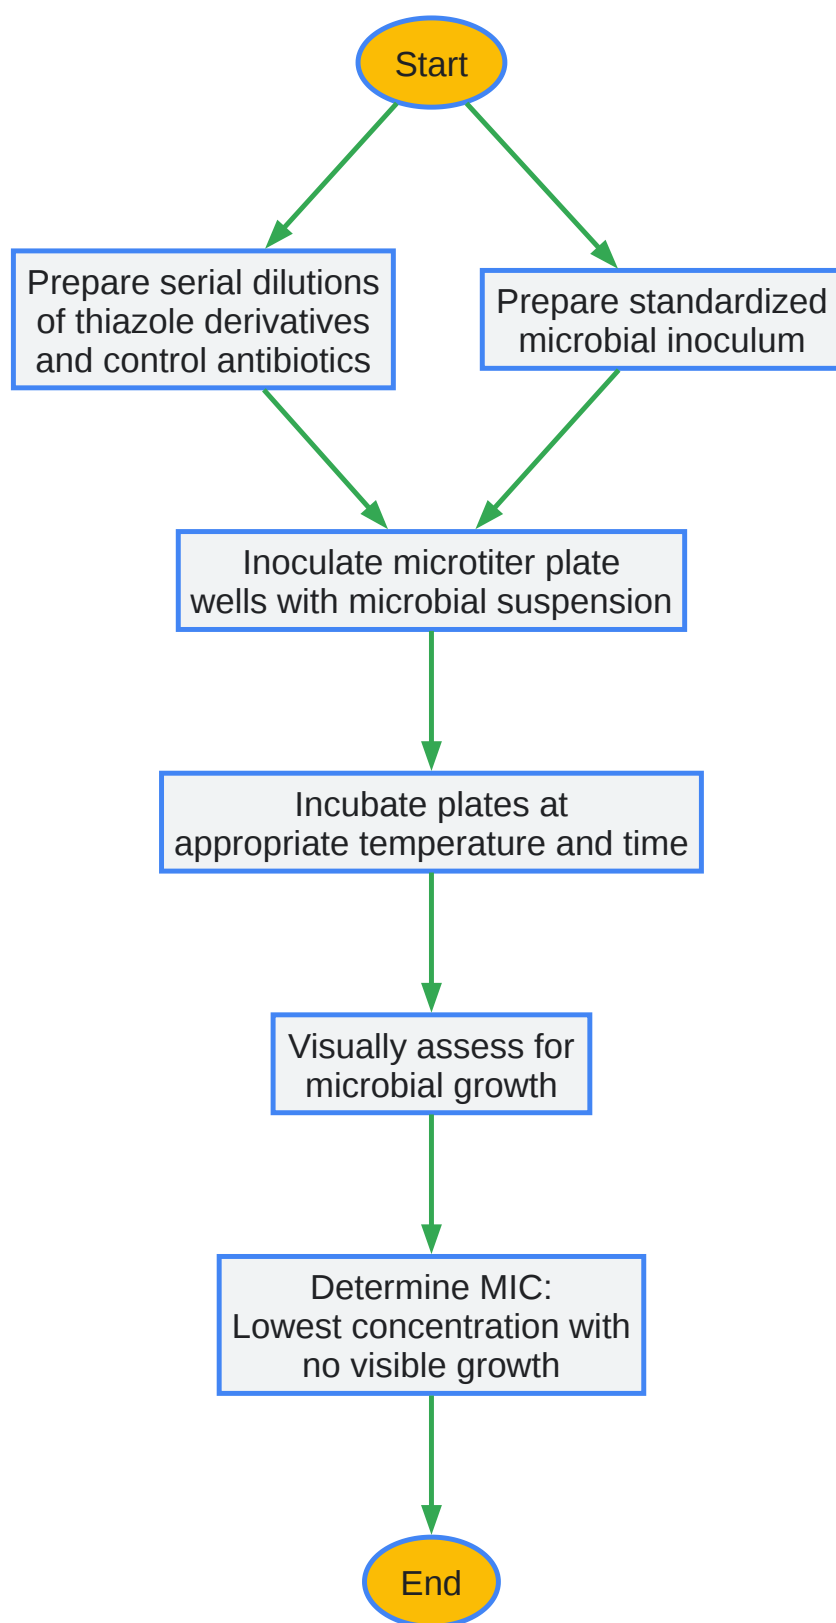 Start
Prepare serial dilutions
of thiazole derivatives
and control antibiotics
Prepare standardized
microbial inoculum
Inoculate microtiter plate
wells with microbial suspension
Incubate plates at
appropriate temperature and time
Visually assess for
microbial growth
Determine MIC:
Lowest concentration with
no visible growth
End